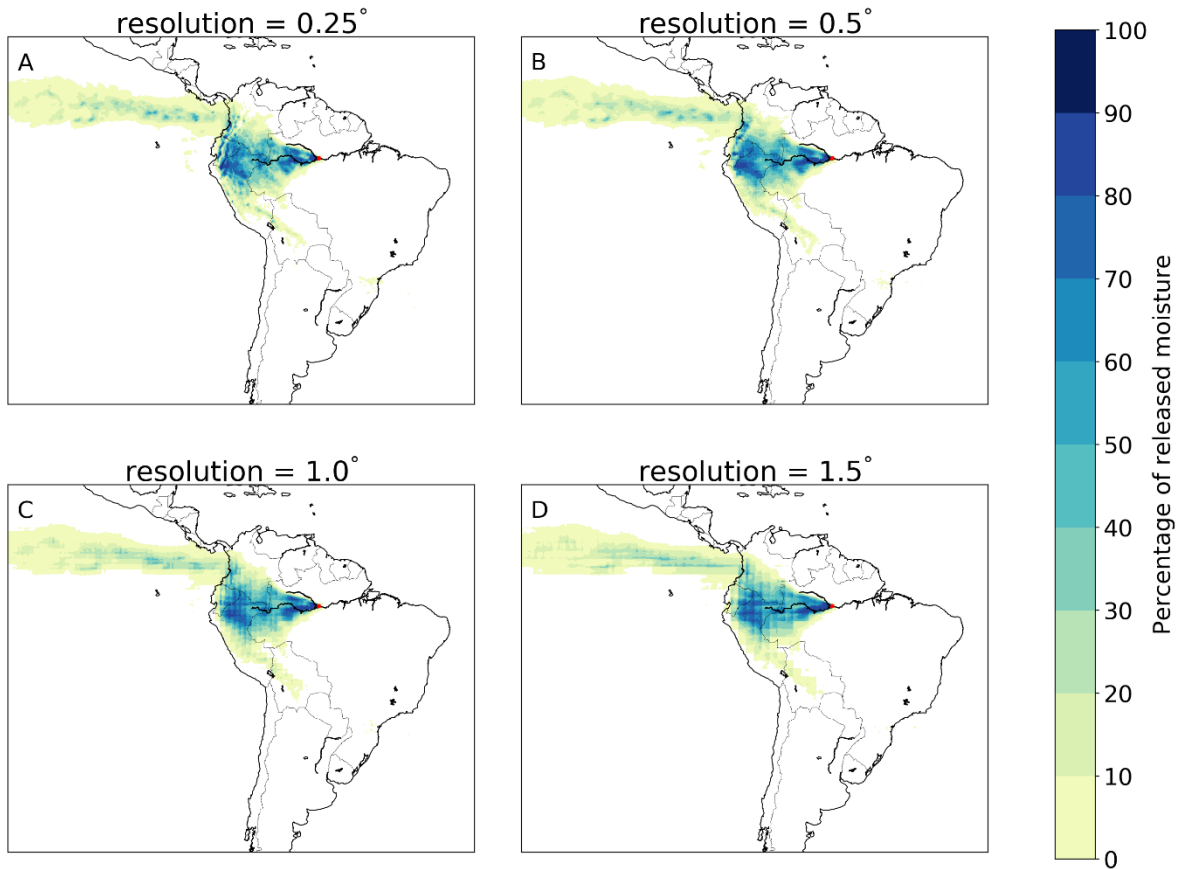 resolution = 0.25°
resolution = 0.5°
A
B
resolution = 1.0°
resolution = 1.5°
C
D
100
90
80
70
60
50
40
30
20
10
0
Percentage of released moisture